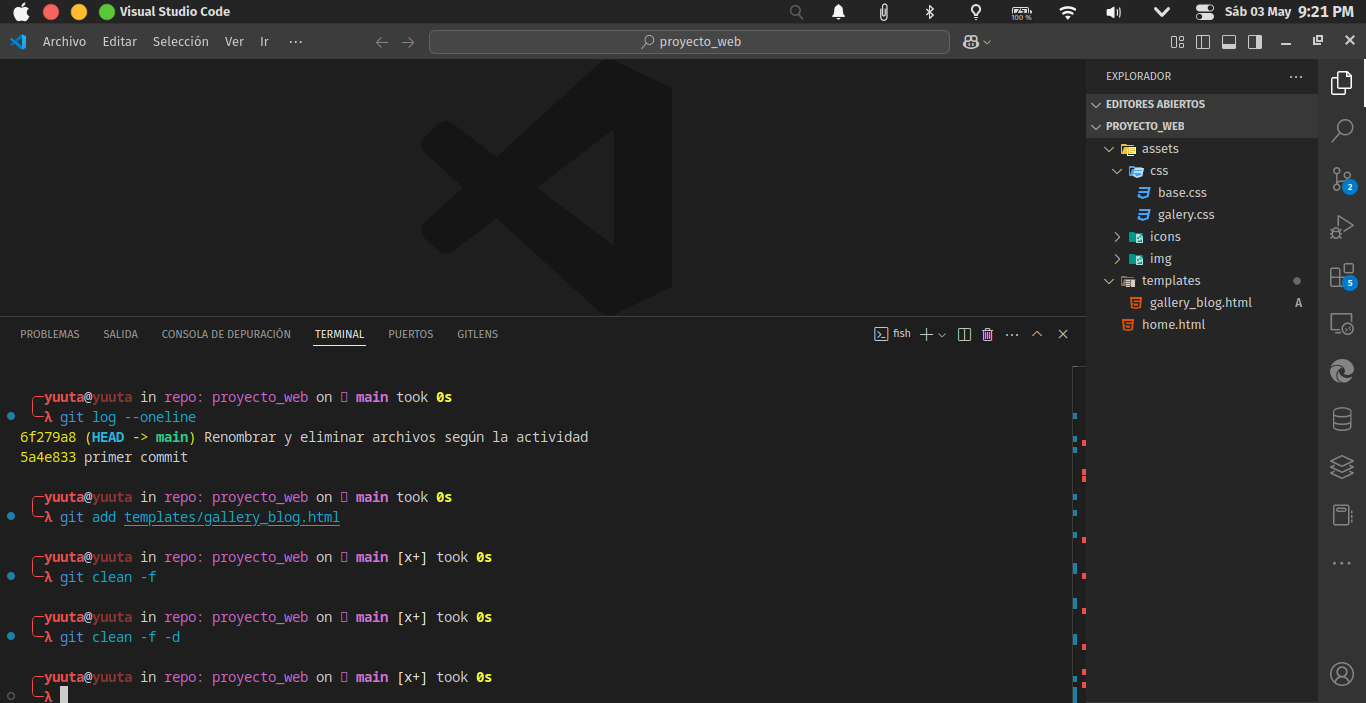 Visual Studio Code
100 %
Sáb 03 May 9:21 PM
Archivo Editar Selección Ver Ir ···
proyecto_web
EXPLORADOR
EDITORES ABIERTOS
PROYECTO_WEB
assets
css
base.css
galery.css
icons
img
templates
gallery_blog.html A
home.html
2
5
PROBLEMAS SALIDA CONSOLA DE DEPURACIÓN TERMINAL PUERTOS GITLENS
fish
yuuta@yuuta in repo: proyecto_web on main took 0s
λ git log --oneline
6f279a8 (HEAD -> main) Renombrar y eliminar archivos según la actividad
5a4e833 primer commit
yuuta@yuuta in repo: proyecto_web on main took 0s
λ git add templates/gallery_blog.html
yuuta@yuuta in repo: proyecto_web on main [x+] took 0s
λ git clean -f
yuuta@yuuta in repo: proyecto_web on main [x+] took 0s
λ git clean -f -d
yuuta@yuuta in repo: proyecto_web on main [x+] took 0s
λ